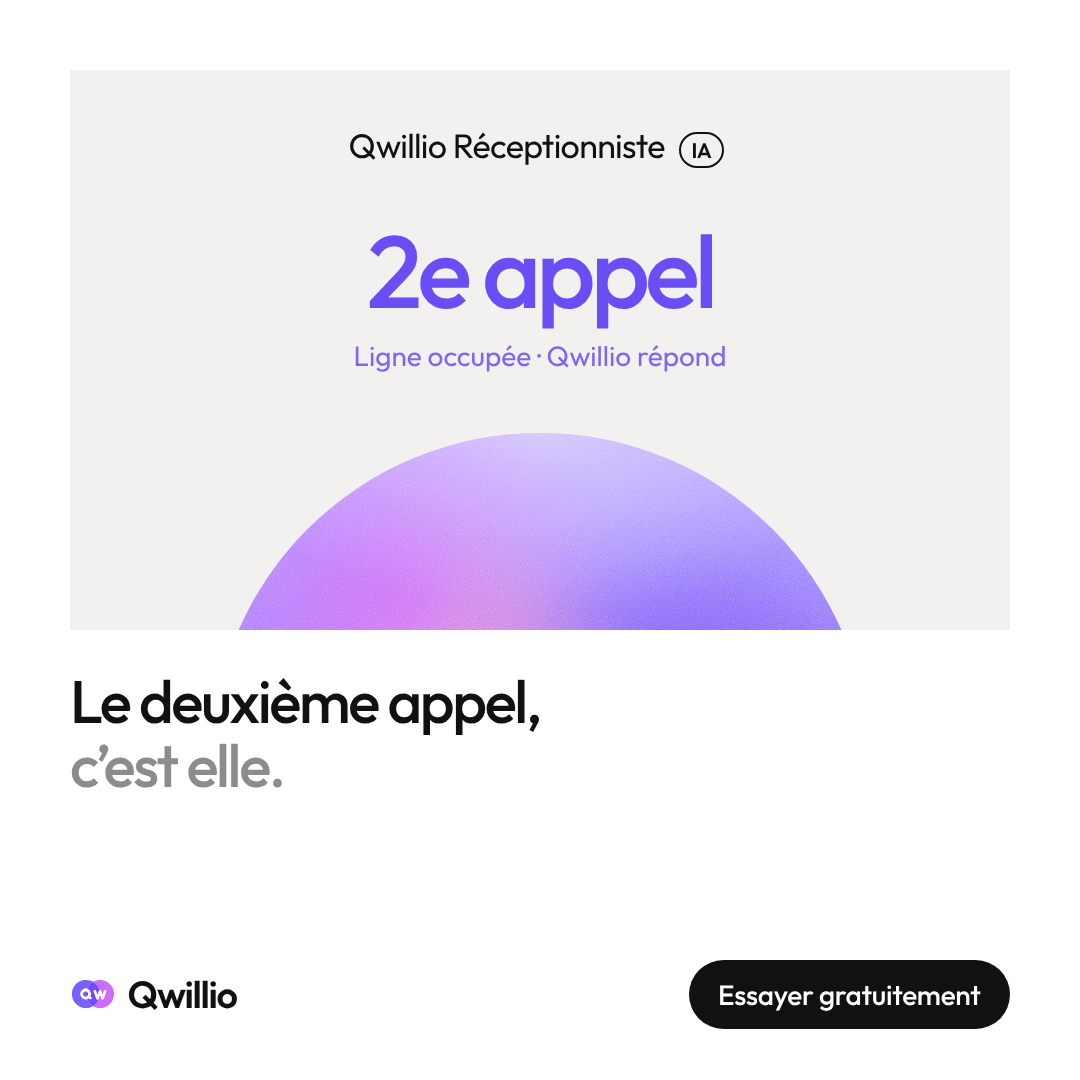 Qwillio Réceptionniste IA
2e appel
Ligne occupée · Qwillio répond
Le deuxième appel,
c’est elle.
QW Qwillio
Essayer gratuitement